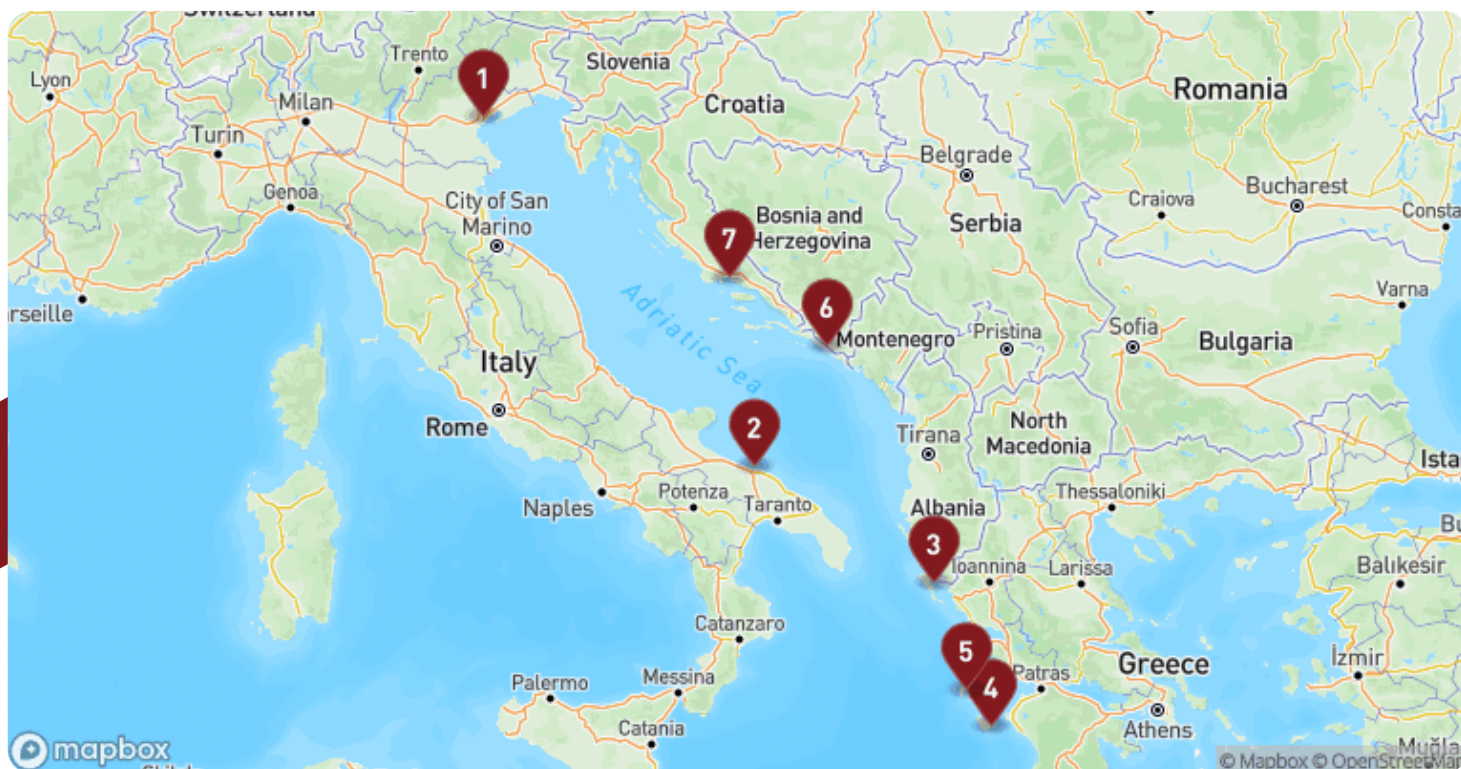 Switzerland
Trento
Slovenia
Lyon
1
Romania
Milan
Croatia
Turin
Belgrade
Genoa
City of San
Marino
Bucharest
Craiova
Bosnia and
Herzegovina
Serbia
Consta
7
rseille
Adriatic Sea
6
Varna
Montenegro
Pristina
Sofia
Bulgaria
Italy
Rome
2
North
Macedonia
Tirana
Ista
Naples
Potenza
Taranto
Albania
Thessaloniki
Bu
3
Ioannina
Larissa
Balıkesir
Catanzaro
5
4
Patras
Greece
İzmir
Palermo
Messina
Catania
Athens
mapbox
Muğla
© Mapbox © OpenStreetMap